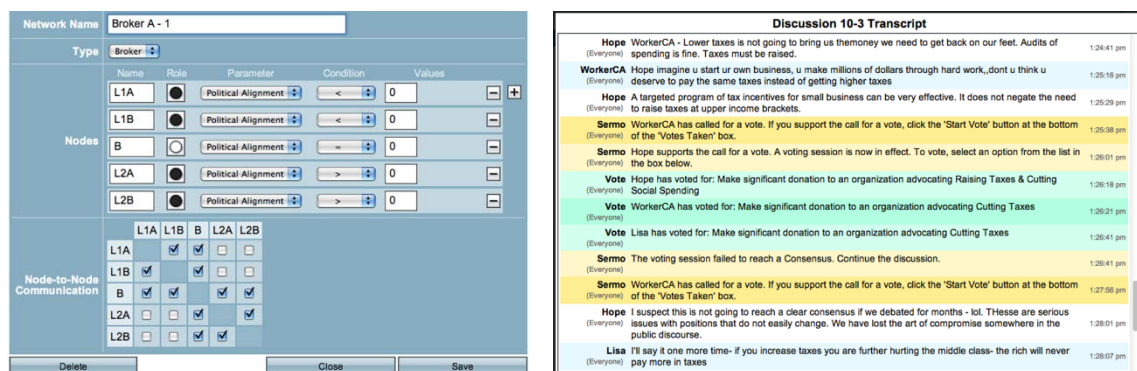 Network Name Broker A - 1
Type Broker
Name Role Parameter Condition Values
Nodes
L1A Political Alignment < 0 − +
L1B Political Alignment < 0 −
B Political Alignment = 0 −
L2A Political Alignment > 0 −
L2B Political Alignment > 0 −
Node-to-Node
Communication
L1A L1B B L2A L2B
L1A
L1B
B
L2A
L2B
Delete Close Save
Discussion 10-3 Transcript
Hope WorkerCA - Lower taxes is not going to bring us themoney we need to get back on our feet. Audits of
(Everyone) spending is fine. Taxes must be raised. 1:24:41 pm
WorkerCA Hope imagine u start ur own business, u make millions of dollars through hard work,,dont u think u
(Everyone) deserve to pay the same taxes instead of getting higher taxes 1:25:16 pm
Hope A targeted program of tax incentives for small business can be very effective. It does not negate the need
(Everyone) to raise taxes at upper income brackets. 1:25:29 pm
Sermo WorkerCA has called for a vote. If you support the call for a vote, click the 'Start Vote' button at the bottom
(Everyone) of the 'Votes Taken' box. 1:25:38 pm
Sermo Hope supports the call for a vote. A voting session is now in effect. To vote, select an option from the list in
(Everyone) the box below. 1:26:01 pm
Vote Hope has voted for: Make significant donation to an organization advocating Raising Taxes & Cutting
(Everyone) Social Spending 1:26:18 pm
Vote WorkerCA has voted for: Make significant donation to an organization advocating Cutting Taxes
(Everyone) 1:26:21 pm
Vote Lisa has voted for: Make significant donation to an organization advocating Cutting Taxes
(Everyone) 1:26:41 pm
Sermo The voting session failed to reach a Consensus. Continue the discussion.
(Everyone) 1:26:41 pm
Sermo WorkerCA has called for a vote. If you support the call for a vote, click the 'Start Vote' button at the bottom
(Everyone) of the 'Votes Taken' box. 1:27:56 pm
Hope I suspect this is not going to reach a clear consensus if we debated for months - lol. THesse are serious
(Everyone) issues with positions that do not easily change. We have lost the art of compromise somewhere in the 1:28:01 pm
public discourse.
Lisa I'll say it one more time- if you increase taxes you are further hurting the middle class- the rich will never
(Everyone) pay more in taxes 1:28:07 pm